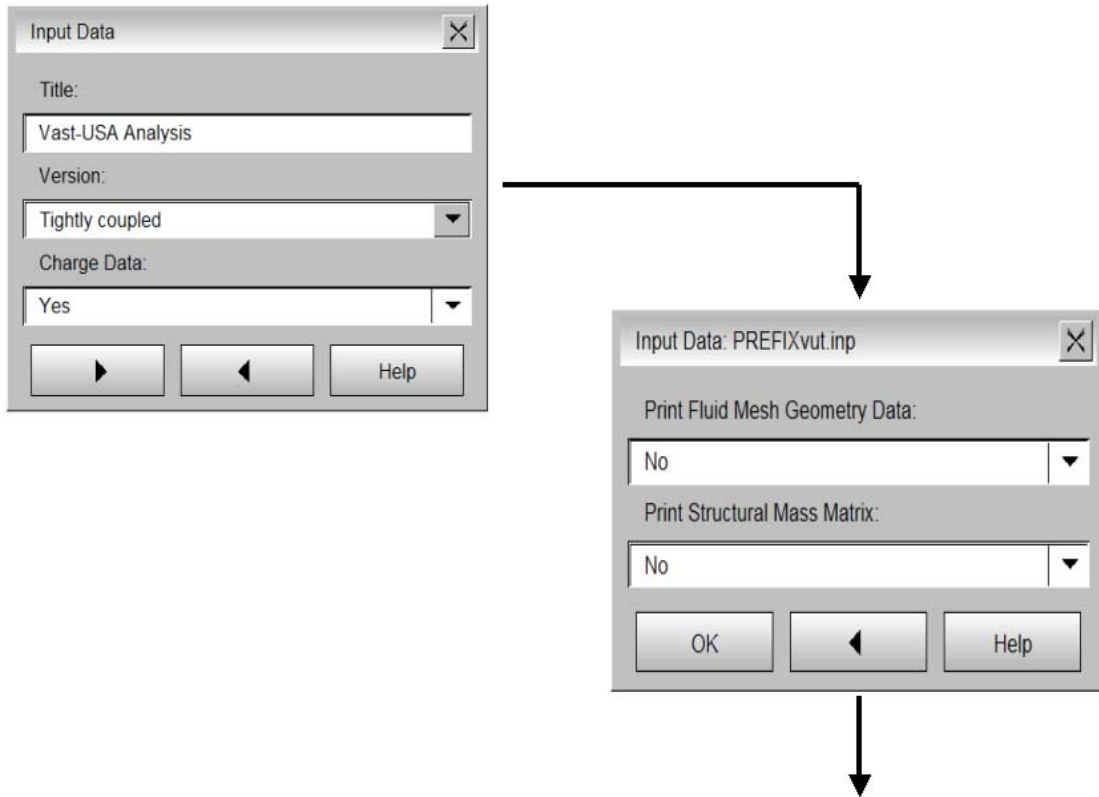 Input Data
Title:
Vast-USA Analysis
Version:
Tightly coupled
Charge Data:
Yes
Help
Input Data: PREFIXvut.inp
Print Fluid Mesh Geometry Data:
No
Print Structural Mass Matrix:
No
OK
Help